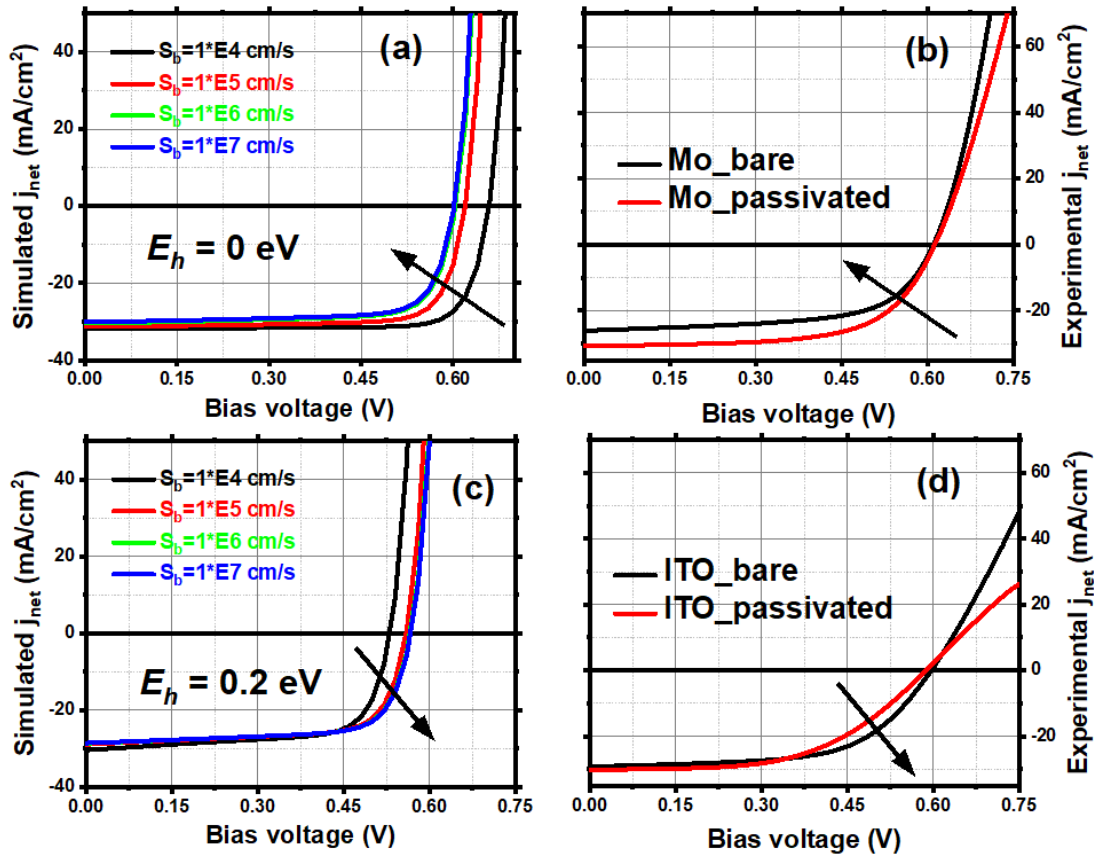 (a)
S_b=1*E4 cm/s
S_b=1*E5 cm/s
S_b=1*E6 cm/s
S_b=1*E7 cm/s
E_h = 0 eV
Simulated j_net (mA/cm²)
40
20
0
-20
-40
0.00 0.15 0.30 0.45 0.60
Bias voltage (V)
(b)
Mo_bare
Mo_passivated
Experimental j_net (mA/cm²)
60
40
20
0
-20
0.00 0.15 0.30 0.45 0.60 0.75
Bias voltage (V)
(c)
S_b=1*E4 cm/s
S_b=1*E5 cm/s
S_b=1*E6 cm/s
S_b=1*E7 cm/s
E_h = 0.2 eV
Simulated j_net (mA/cm²)
40
20
0
-20
-40
0.00 0.15 0.30 0.45 0.60 0.75
Bias voltage (V)
(d)
ITO_bare
ITO_passivated
Experimental j_net (mA/cm²)
60
40
20
0
-20
0.00 0.15 0.30 0.45 0.60 0.75
Bias voltage (V)